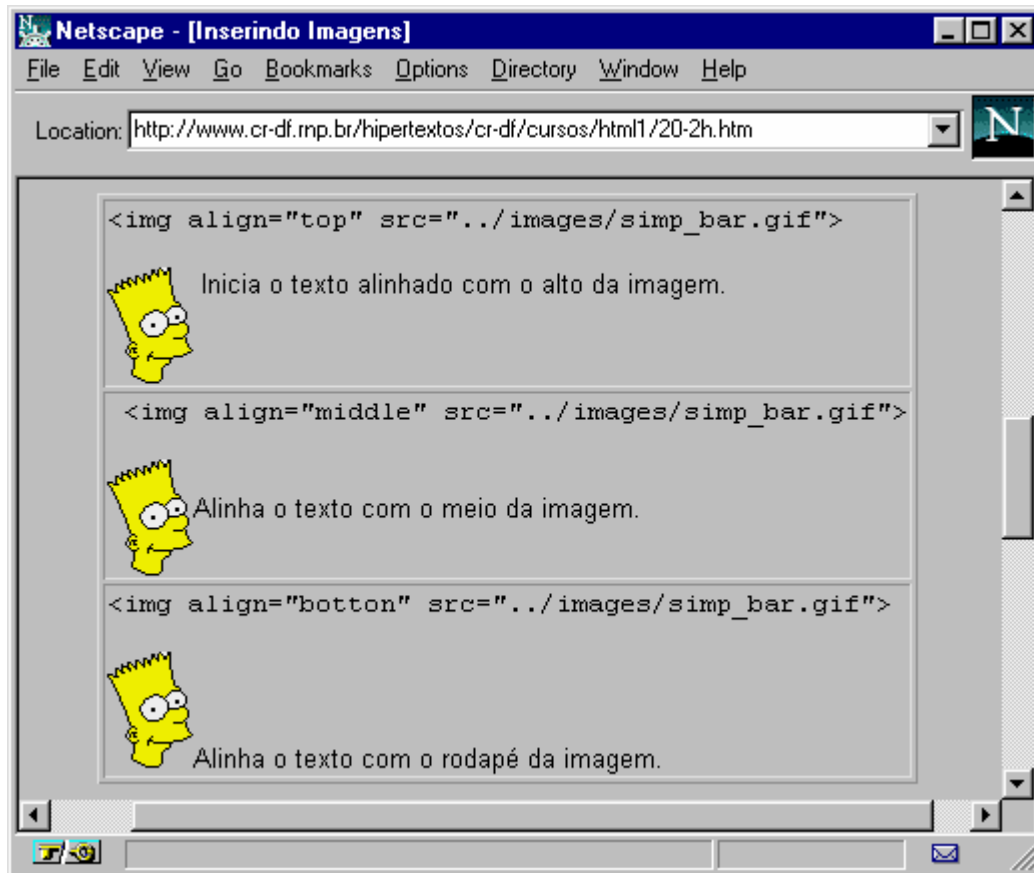 Netscape - [Inserindo Imagens]
File Edit View Go Bookmarks Options Directory Window Help
Location: http://www.cr-df.rnp.br/hipertextos/cr-df/cursos/html1/20-2h.htm
N
<img align="top" src="../images/simp_bar.gif">
Inicia o texto alinhado com o alto da imagem.
<img align="middle" src="../images/simp_bar.gif">
Alinha o texto com o meio da imagem.
<img align="botton" src="../images/simp_bar.gif">
Alinha o texto com o rodapé da imagem.